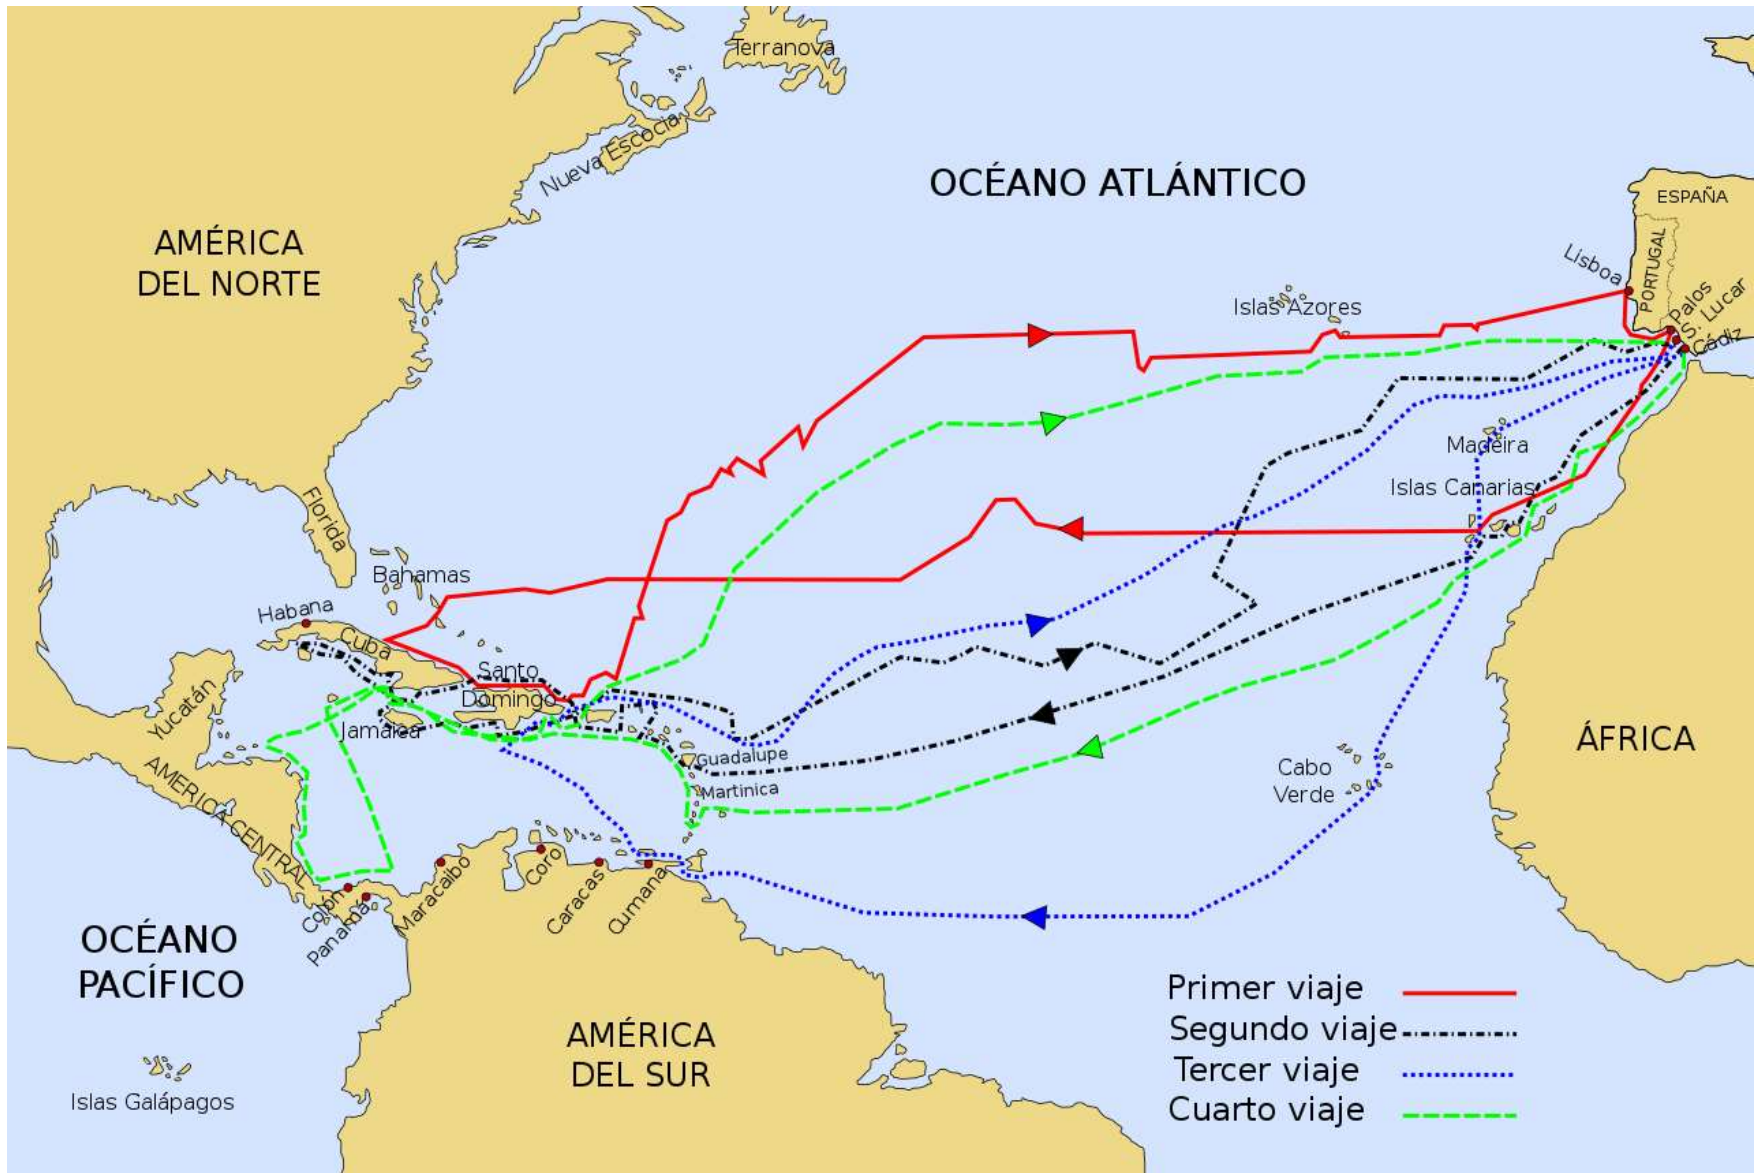 Terranova
Nueva Escocia
OCÉANO ATLÁNTICO
ESPAÑA
PORTUGAL
Lisboa
Palos
S. Lucar
Cádiz
AMÉRICA
DEL NORTE
Islas Azores
Madeira
Islas Canarias
Florida
Bahamas
Habana
Cuba
Santo
Domingo
Yucatán
Jamaica
Guadalupe
Martinica
ÁFRICA
Cabo
Verde
AMÉRICA CENTRAL
Colón
Panamá
Maracaibo
Coro
Caracas
Cumana
OCÉANO
PACÍFICO
AMÉRICA
DEL SUR
Islas Galápagos
Primer viaje
Segundo viaje
Tercer viaje
Cuarto viaje